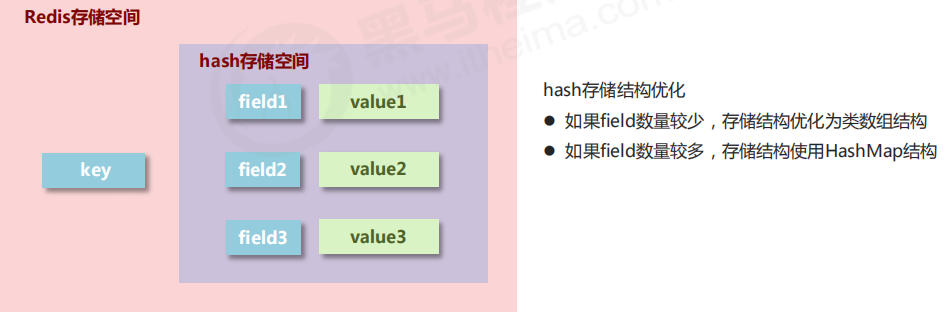 Redis存储空间
hash存储空间
field1 value1
key
field2 value2
field3 value3
hash存储结构优化
● 如果field数量较少，存储结构优化为类数组结构
● 如果field数量较多，存储结构使用HashMap结构
www.itheima.com